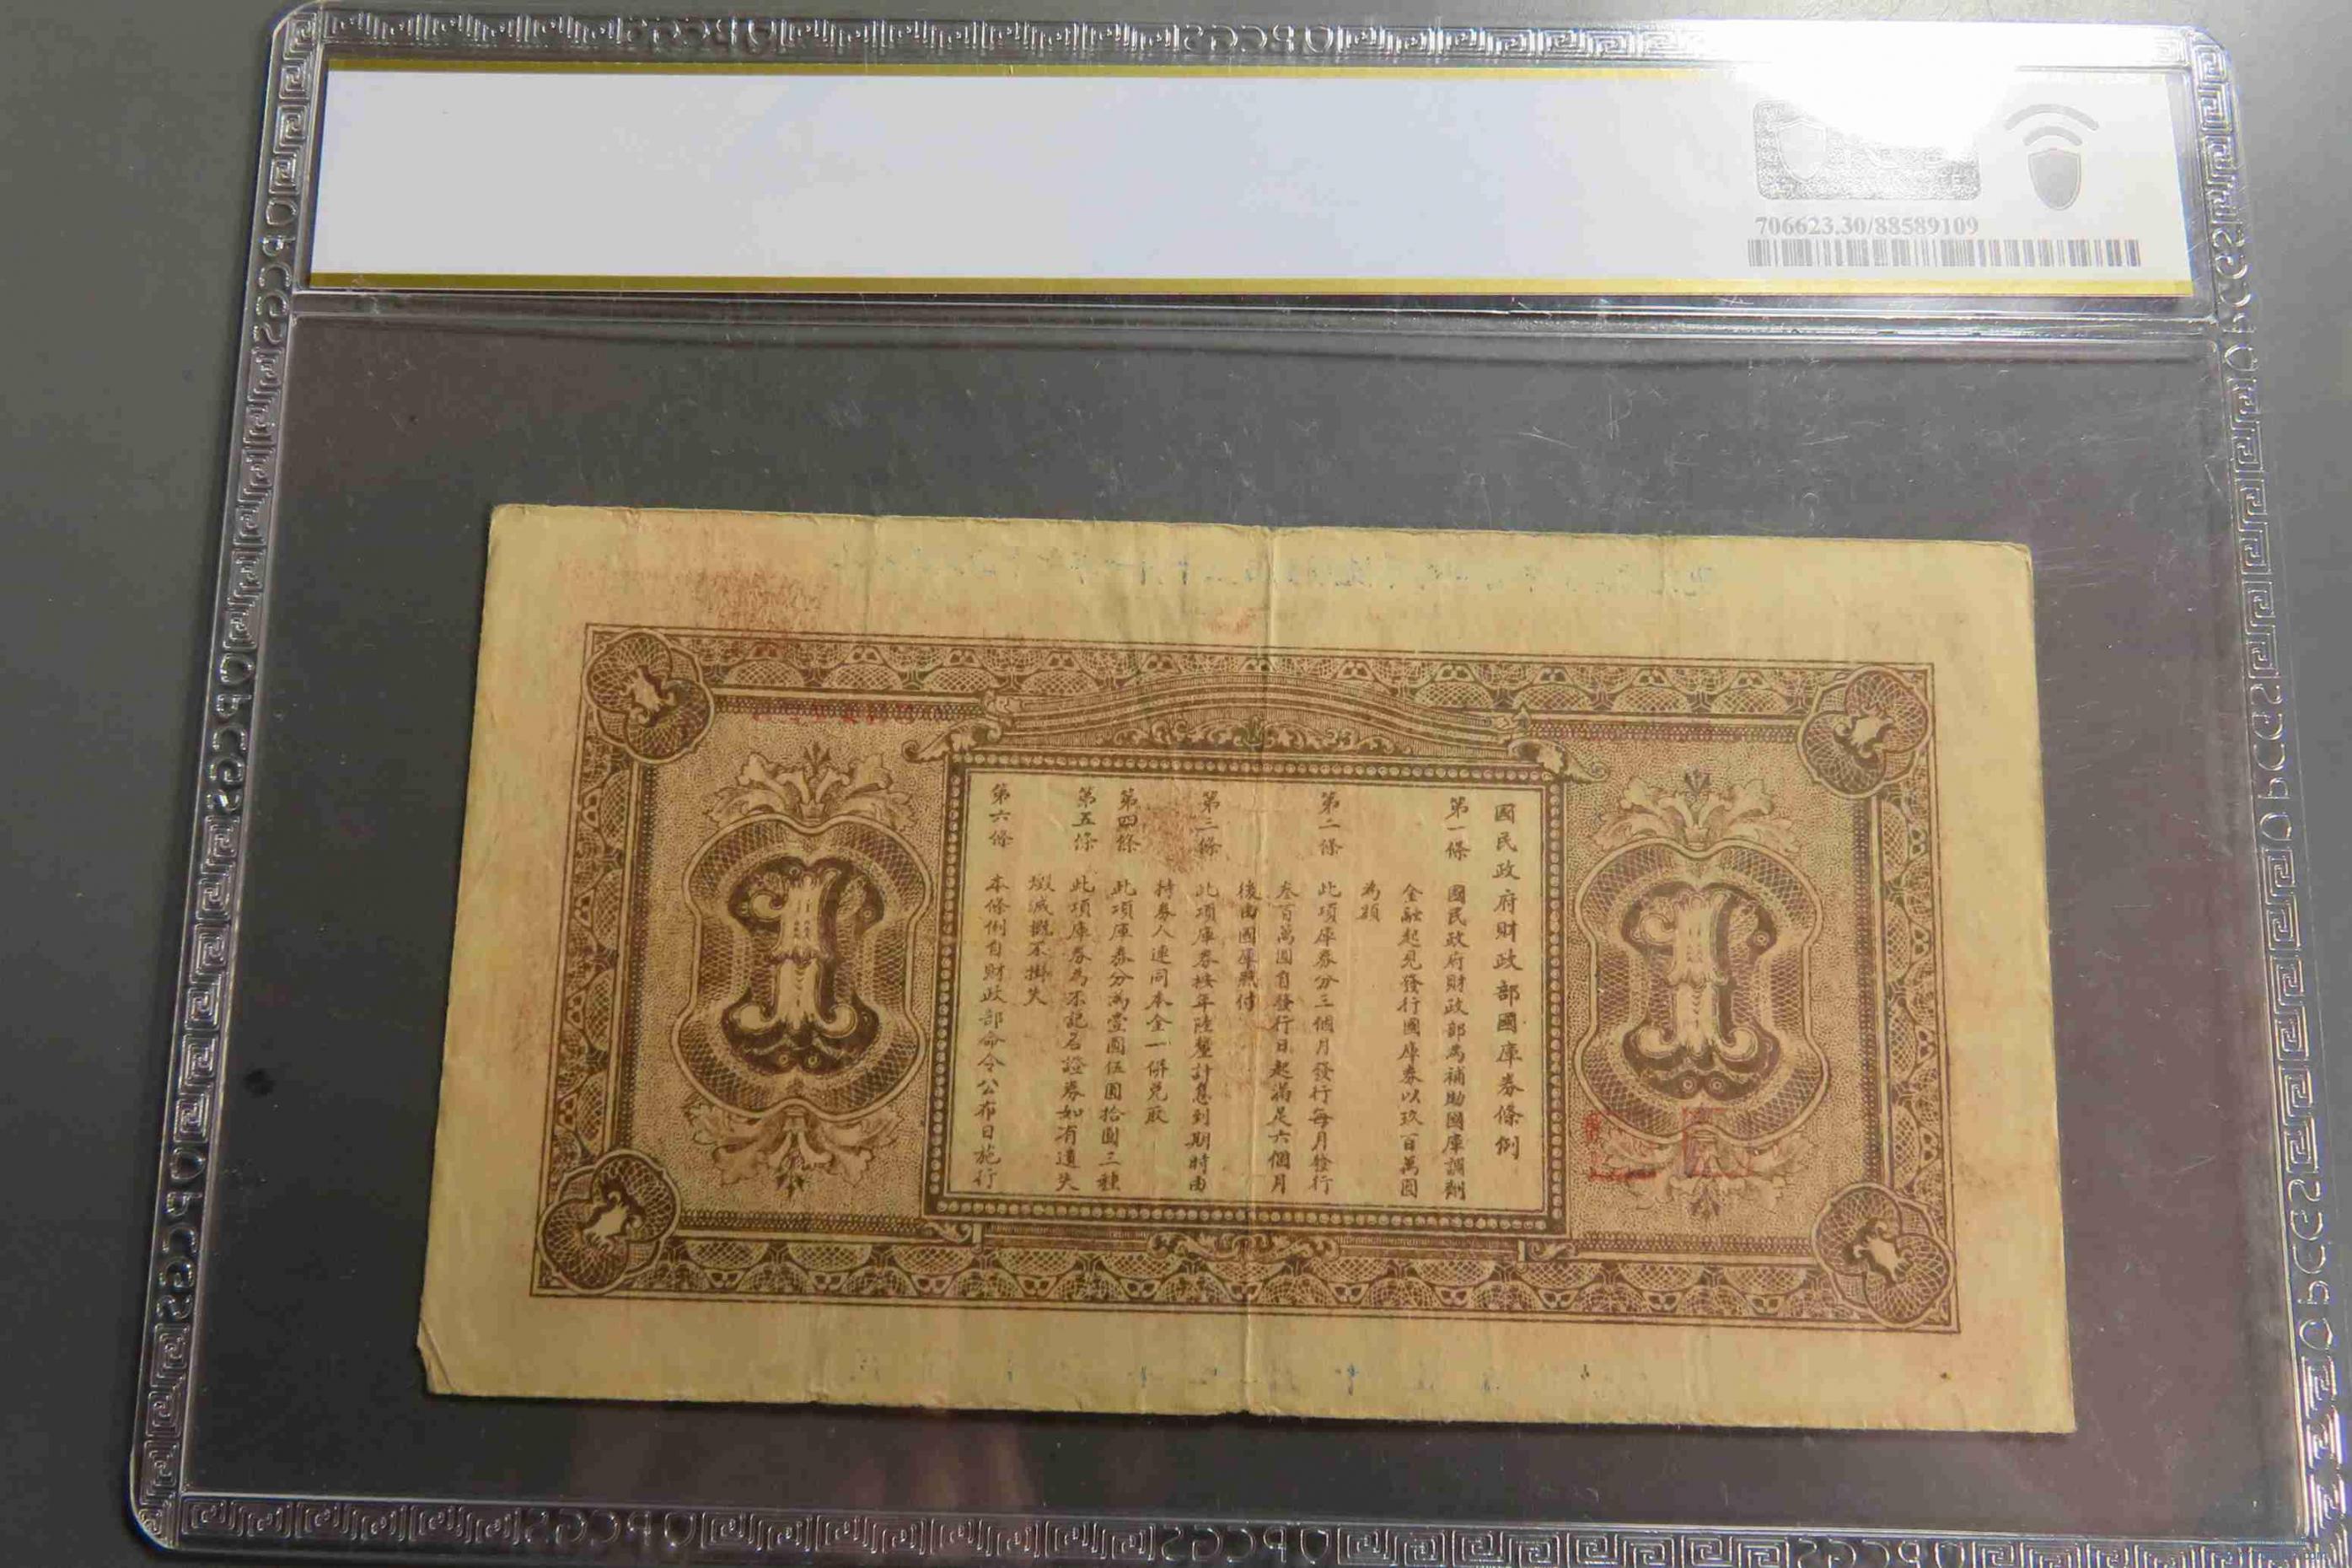 706623.30/88589109
國民政府財政部國庫券條例
第一條 國民政府財政部為補助國庫調劑
金融起見發行國庫券以玖百萬圓
為額
第二條 此項庫券分三個月發行每月發行
叁百萬圓自發行日起滿足六個月
後由國庫兌付
第三條 此項庫券按年陸釐計息到期時由
持券人連同本金一併兌取
第四條 此項庫券分為壹圓伍圓拾圓三種
第五條 此項庫券為不記名證券如有遺失
燬滅概不掛失
第六條 本條例自財政部命令公布日施行
1
1